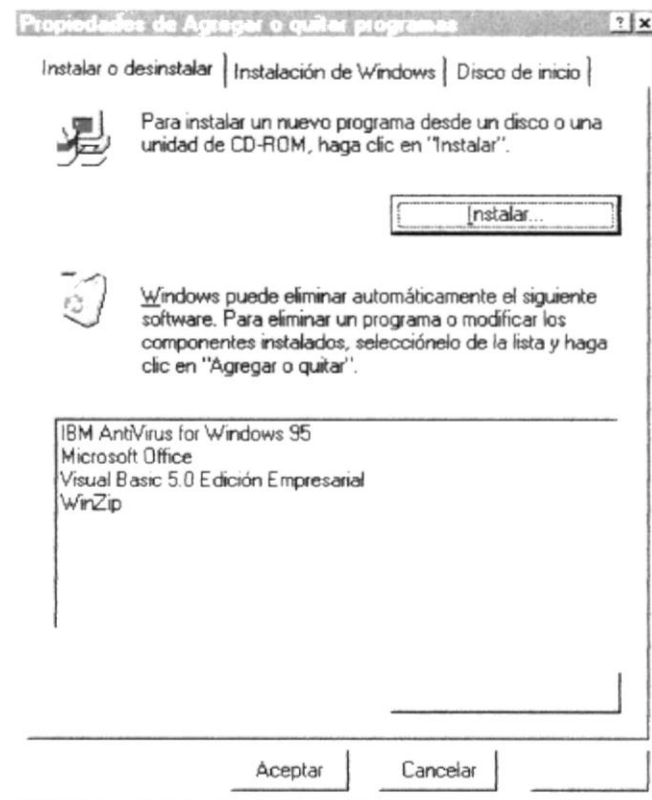 Propiedades de Agregar o quitar programas
Instalar o desinstalar Instalación de Windows Disco de inicio
Para instalar un nuevo programa desde un disco o una
unidad de CD-ROM, haga clic en "Instalar".
Instalar...
Windows puede eliminar automáticamente el siguiente
software. Para eliminar un programa o modificar los
componentes instalados, selecciónelo de la lista y haga
clic en "Agregar o quitar".
IBM AntiVirus for Windows 95
Microsoft Office
Visual Basic 5.0 Edición Empresarial
WinZip
Aceptar Cancelar